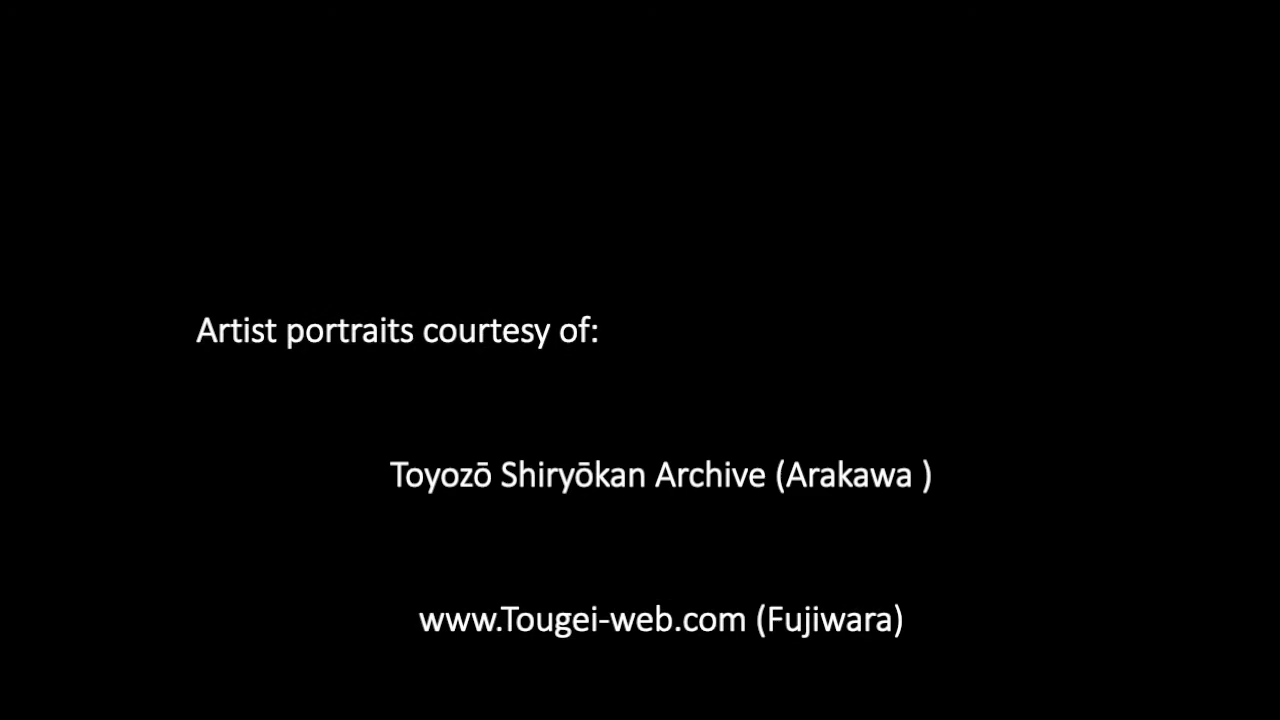 Artist portraits courtesy of:
Toyozō Shiryōkan Archive (Arakawa )
www.Tougei-web.com (Fujiwara)